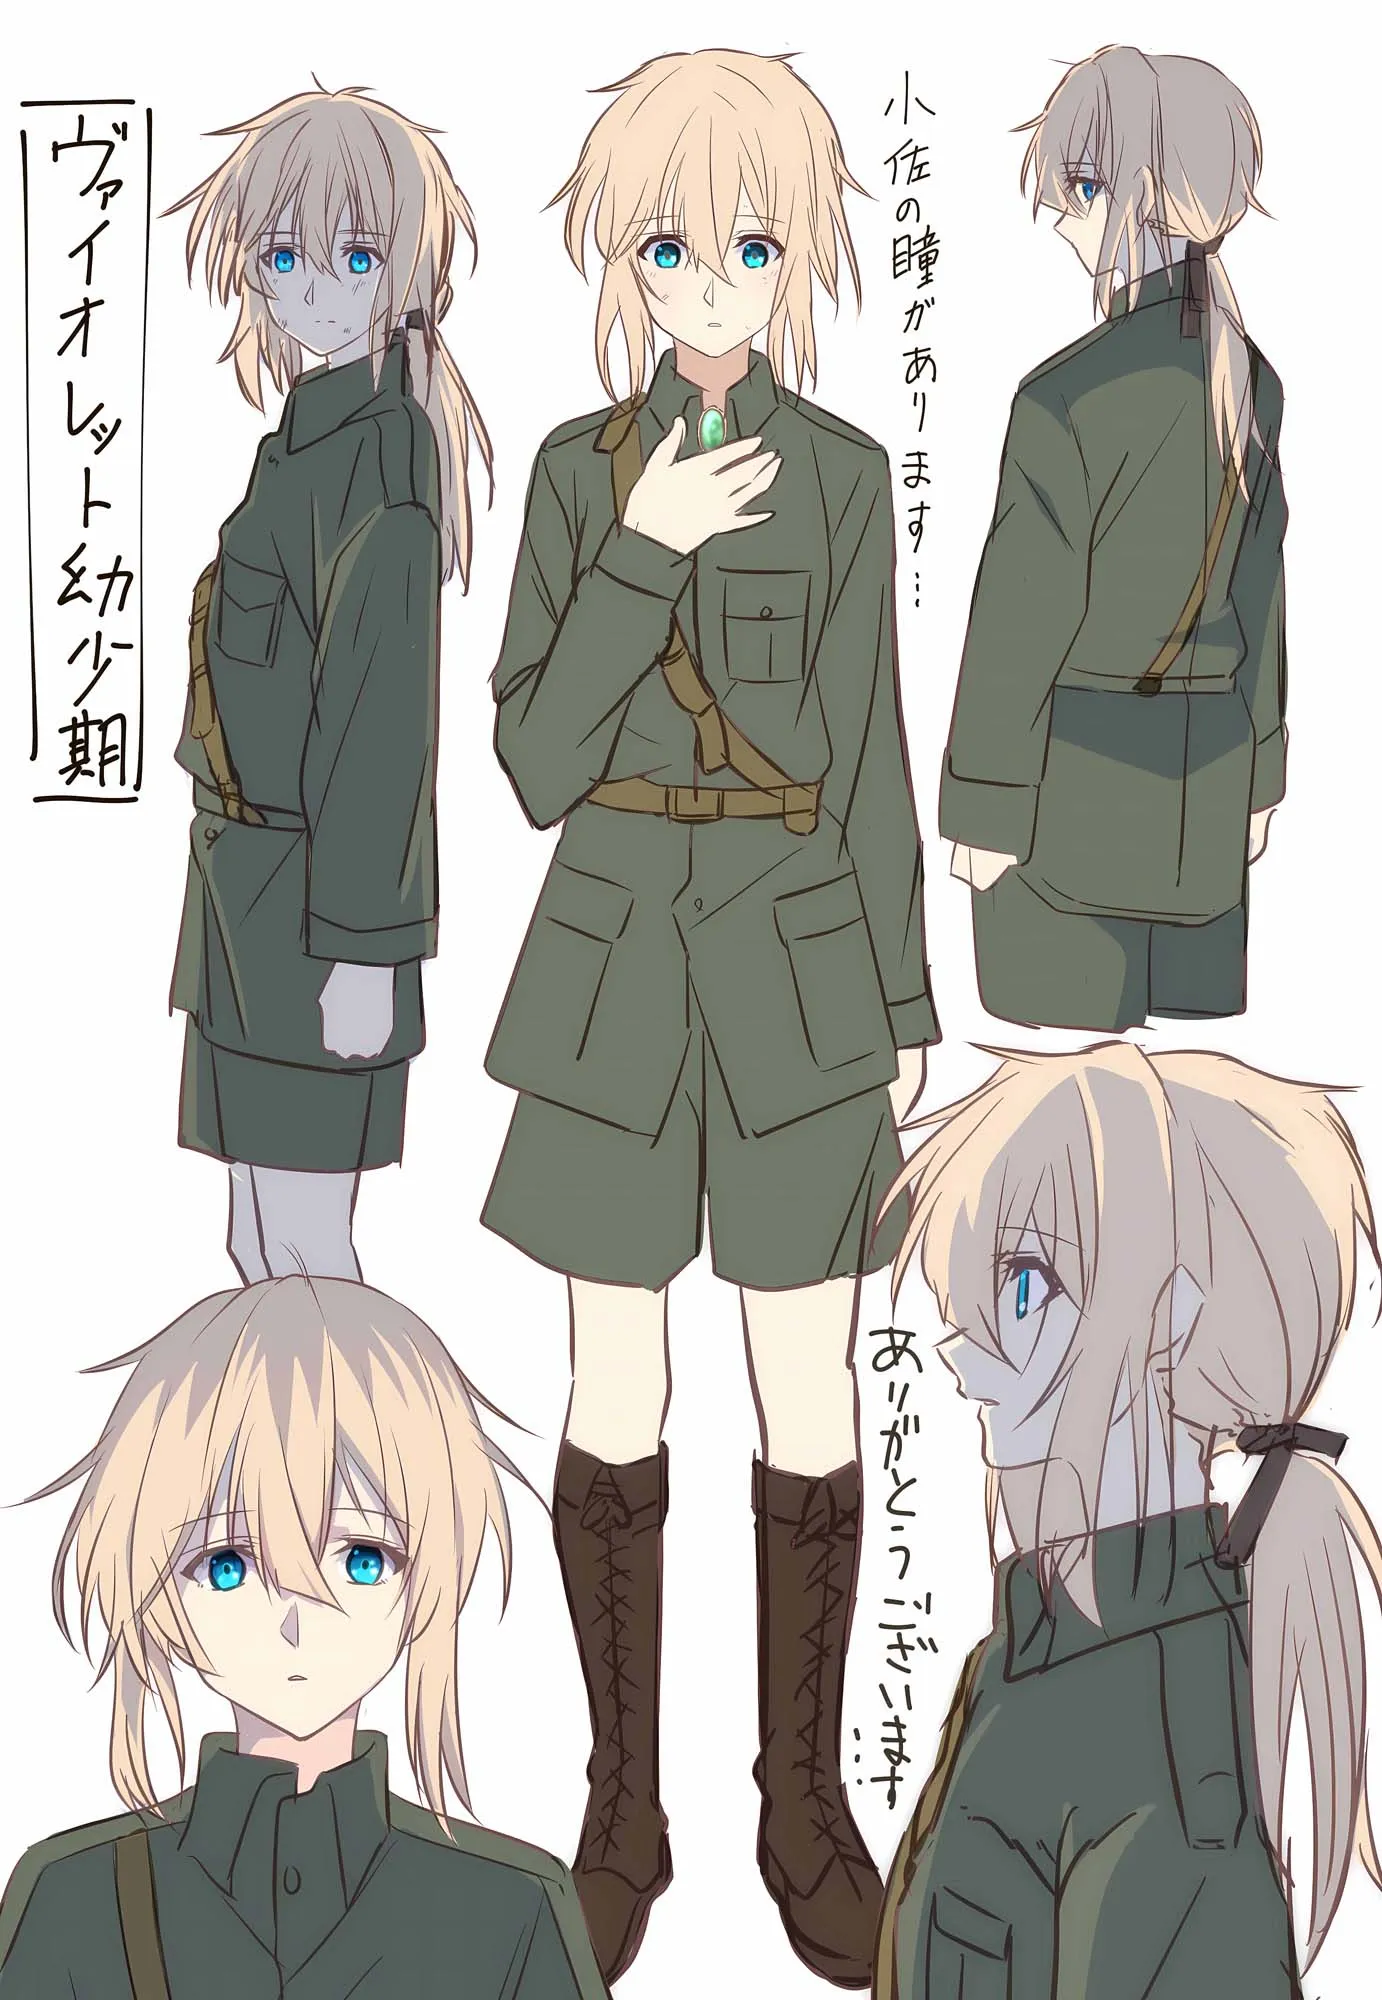 ヴァイオレット幼少期
小佐の瞳があります…
ありがとうございます…